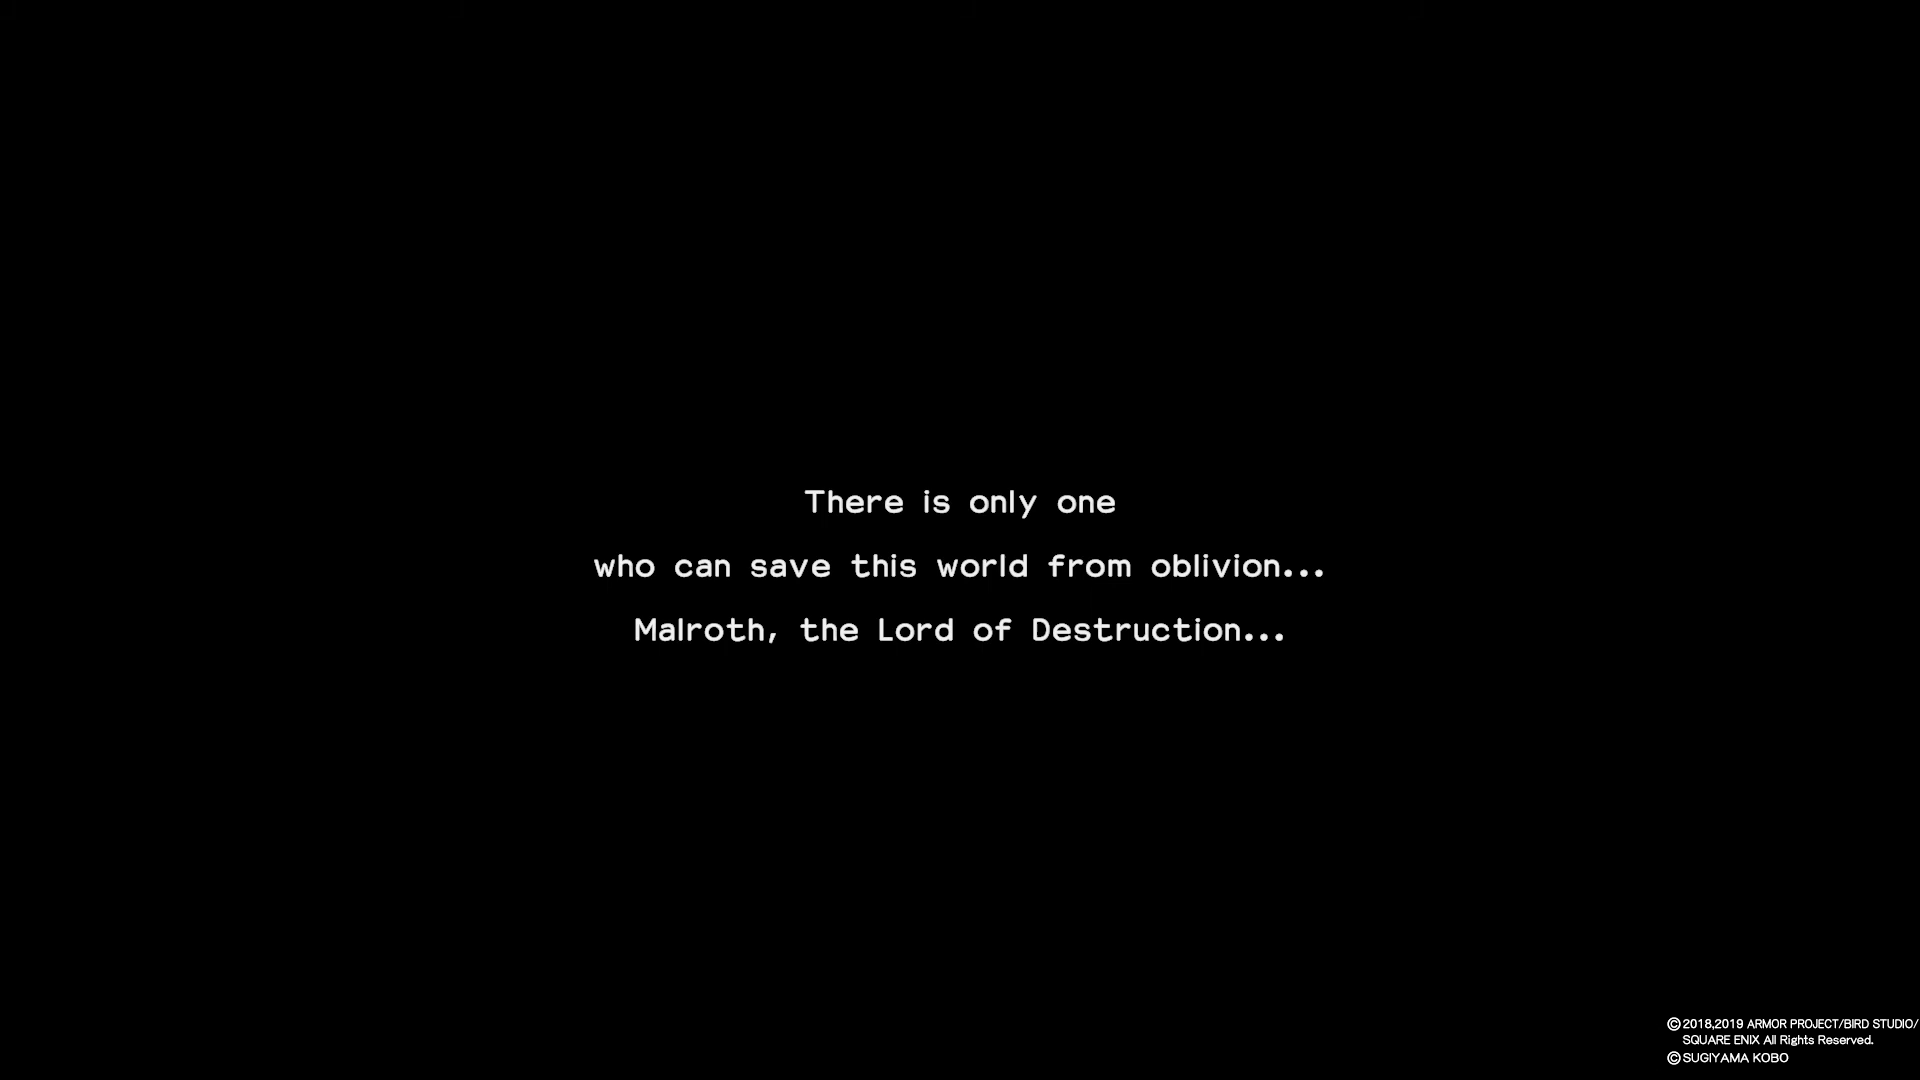 There is only one
who can save this world from oblivion...
Malroth, the Lord of Destruction...
©2018,2019 ARMOR PROJECT/BIRD STUDIO/
SQUARE ENIX All Rights Reserved.
©SUGIYAMA KOBO